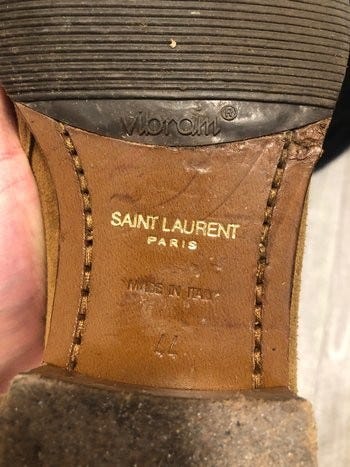 vibram®
SAINT LAURENT
PARIS
MADE IN ITALY
44